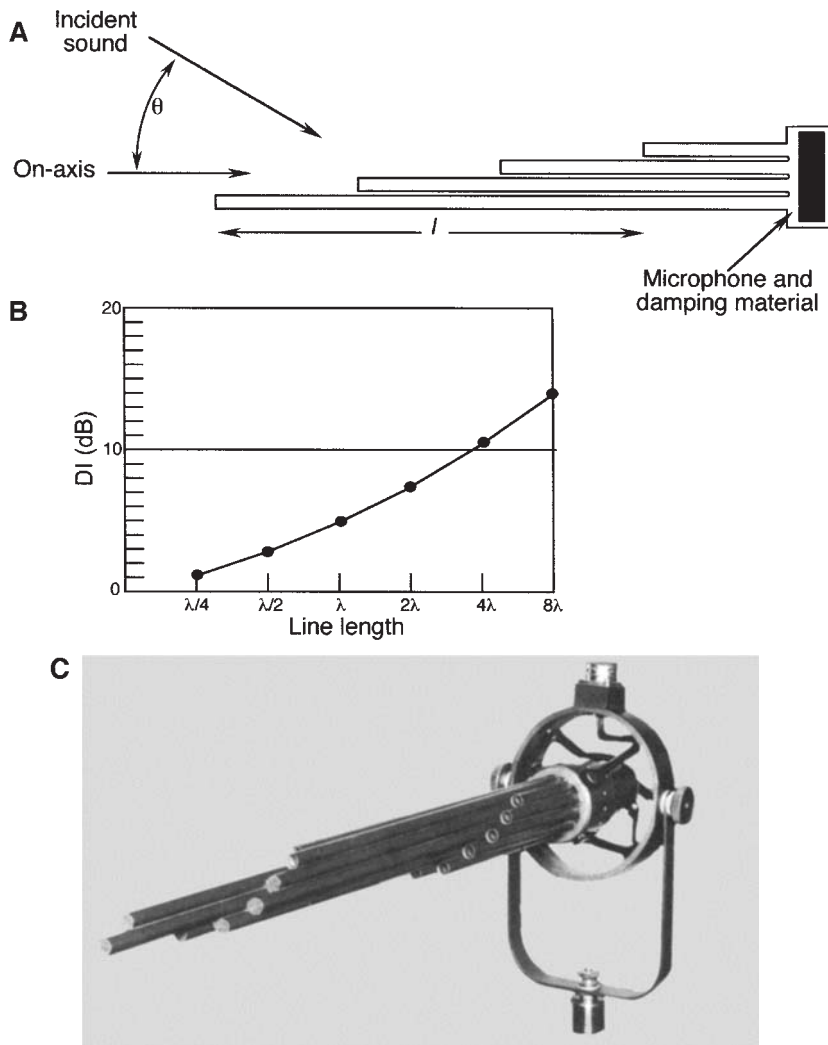 A
Incident
sound
θ
On-axis
l
Microphone and
damping material
B
20
10
0
DI (dB)
λ/4 λ/2 λ 2λ 4λ 8λ
Line length
C